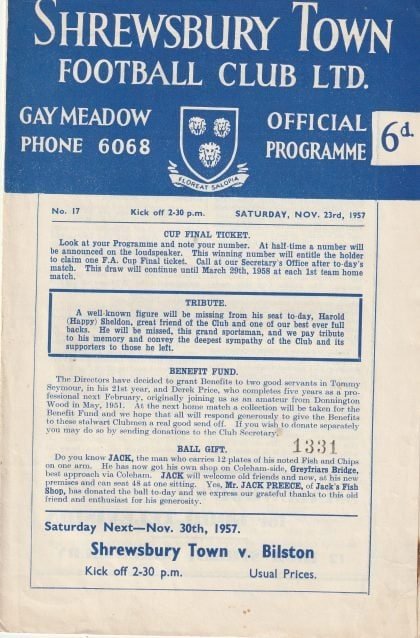 SHREWSBURY TOWN
FOOTBALL CLUB LTD.
GAY MEADOW
PHONE 6068
OFFICIAL
PROGRAMME
6d.
FLOREAT SALOPIA
No. 17 Kick off 2-30 p.m. SATURDAY, NOV. 23rd, 1957
CUP FINAL TICKET.
Look at your Programme and note your number. At half-time a number will
be announced on the loudspeaker. This winning number will entitle the holder
to claim one F.A. Cup Final ticket. Call at our Secretary's Office after to-day's
match. This draw will continue until March 29th, 1958 at each 1st team home
match.
TRIBUTE.
A well-known figure will be missing from his seat to-day, Harold
(Happy) Sheldon, great friend of the Club and one of our best ever full
backs. He will be missed, this grand sportsman, and we pay tribute
to his memory and convey the deepest sympathy of the Club and its
supporters to those he left.
BENEFIT FUND.
The Directors have decided to grant Benefits to two good servants in Tommy
Seymour, in his 21st year, and Derek Price, who completes five years as a pro-
fessional next February, originally joining us as an amateur from Donnington
Wood in May, 1951. At the next home match a collection will be taken for the
Benefit Fund and we hope that all will respond generously to give the Benefits
to these stalwart Clubmen a real good send off. If you wish to donate separately
you may do so by sending donations to the Club Secretary.
1331
BALL GIFT.
Do you know JACK, the man who carries 12 plates of his noted Fish and Chips
on one arm. He has now got his own shop on Coleham-side, Greyfriars Bridge,
best approach via Coleham. JACK will welcome old friends and new, at his new
premises and can seat 48 at one sitting. Yes, Mr. JACK PREECE, of Jack's Fish
Shop, has donated the ball to-day and we express our grateful thanks to this old
friend and enthusiast for his generosity.
Saturday Next—Nov. 30th, 1957.
Shrewsbury Town v. Bilston
Kick off 2-30 p.m. Usual Prices.